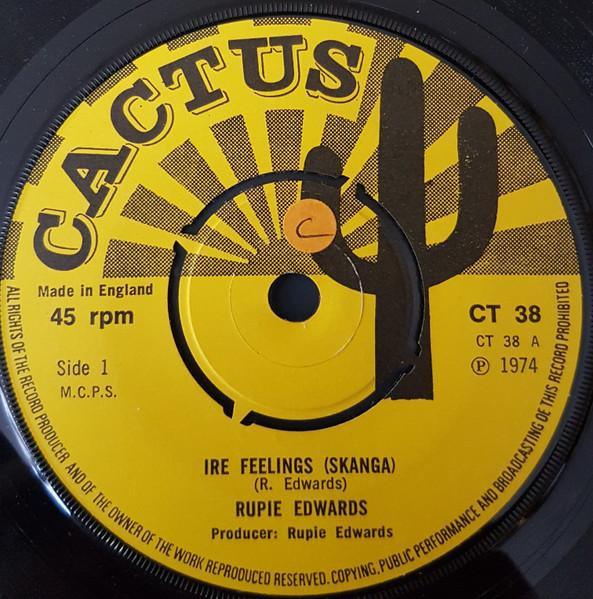 CACTUS
C
Made in England
45 rpm
CT 38
CT 38 A
Side 1
M.C.P.S.
Ⓟ 1974
IRE FEELINGS (SKANGA)
(R. Edwards)
RUPIE EDWARDS
Producer: Rupie Edwards
ALL RIGHTS OF THE RECORD PRODUCER AND OF THE OWNER OF THE WORK REPRODUCED RESERVED. COPYING, PUBLIC PERFORMANCE AND BROADCASTING OF THIS RECORD PROHIBITED